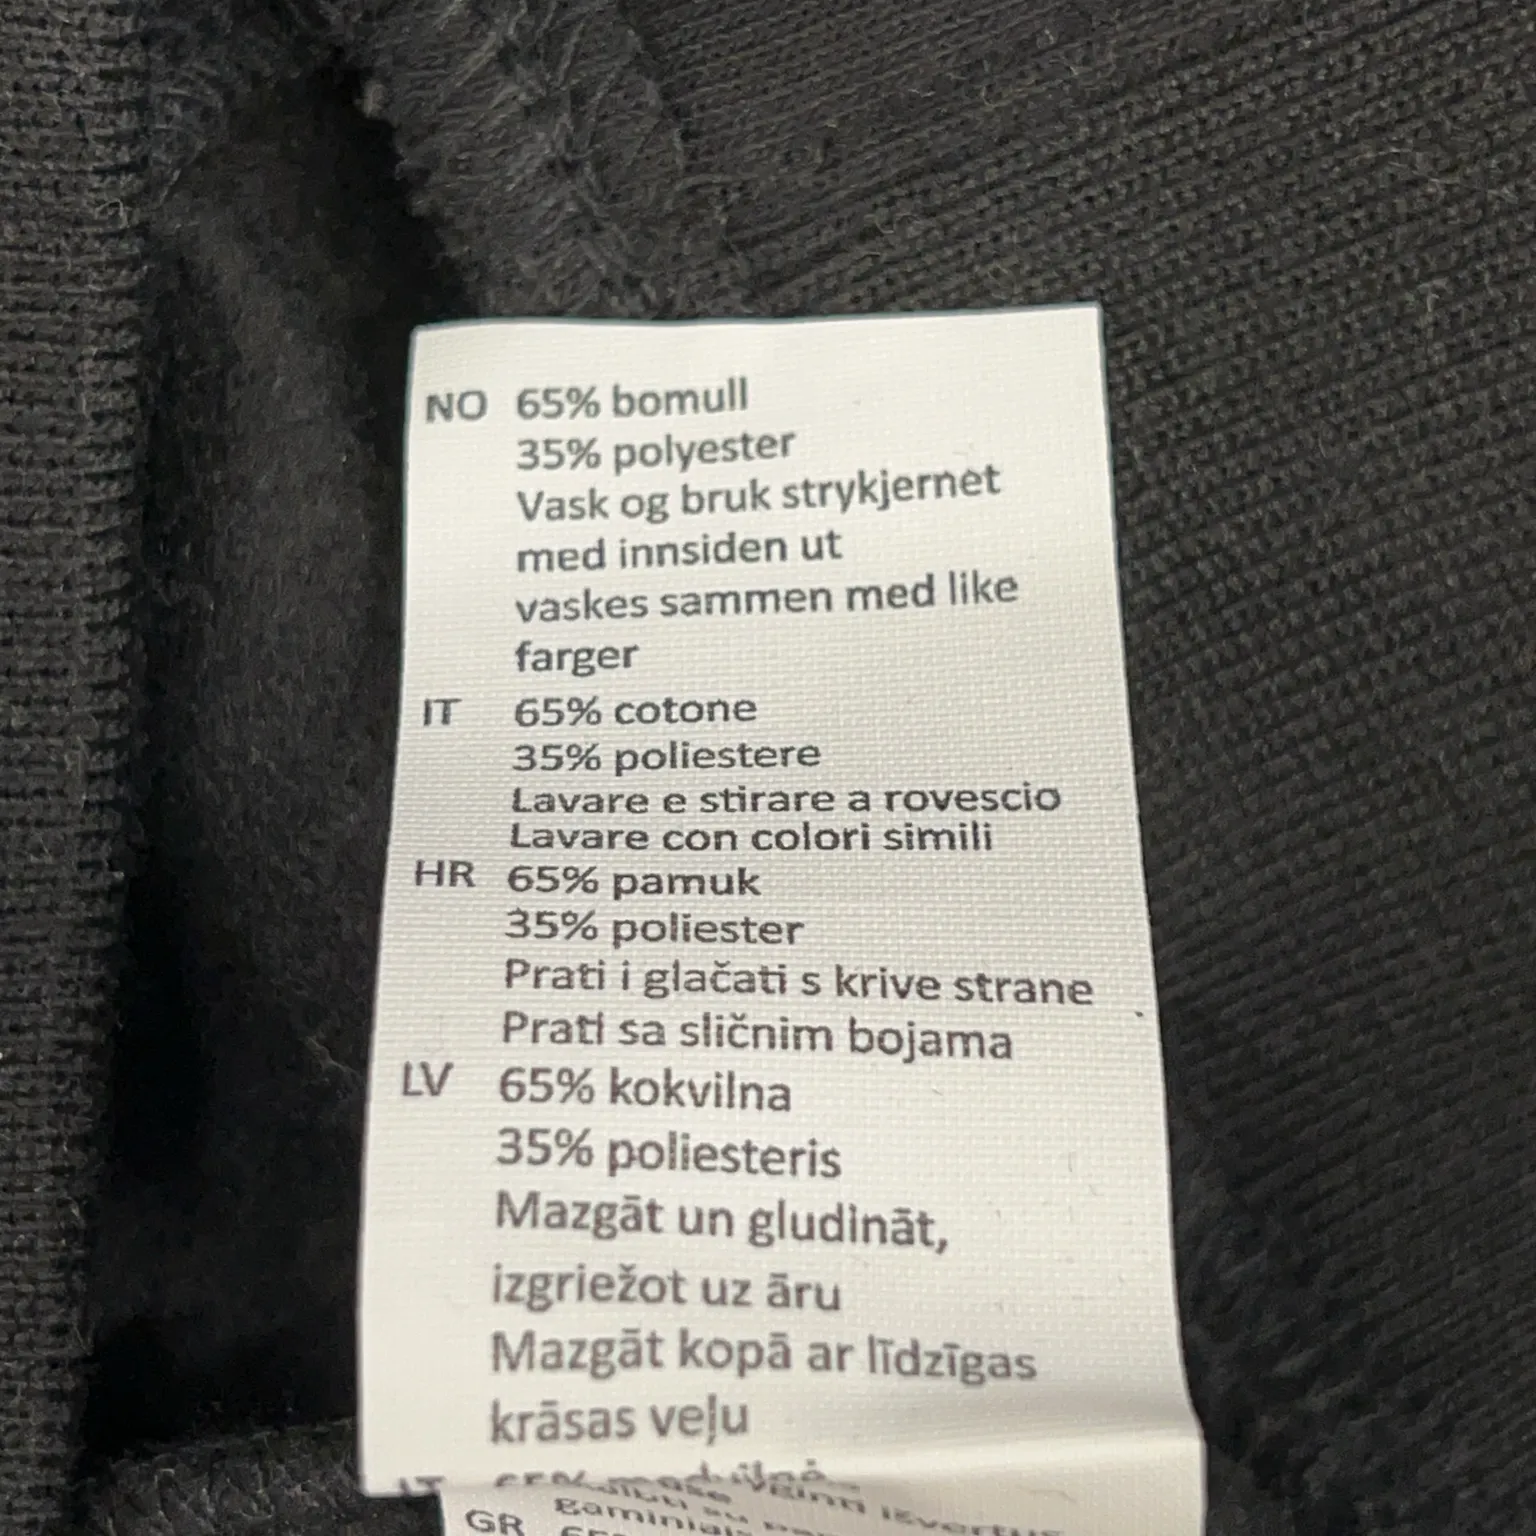 NO 65% bomull
35% polyester
Vask og bruk strykjernet
med innsiden ut
vaskes sammen med like
farger
IT 65% cotone
35% poliestere
Lavare e stirare a rovescio
Lavare con colori simili
HR 65% pamuk
35% poliester
Prati i glačati s krive strane
Prati sa sličnim bojama
LV 65% kokvilna
35% poliesteris
Mazgāt un gludināt,
izgriežot uz āru
Mazgāt kopā ar līdzīgas
krāsas veļu
LT 65% medvilnė
GR